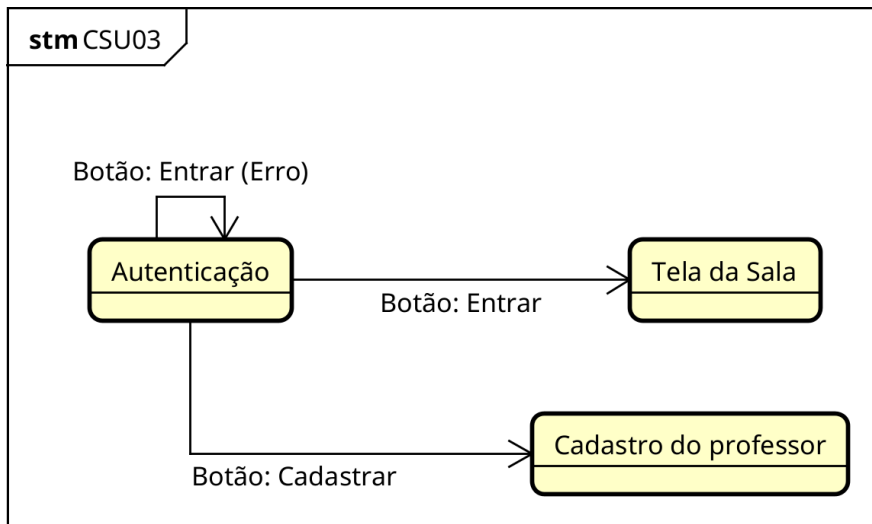 stm CSU03
Botão: Entrar (Erro)
Autenticação
Tela da Sala
Botão: Entrar
Cadastro do professor
Botão: Cadastrar